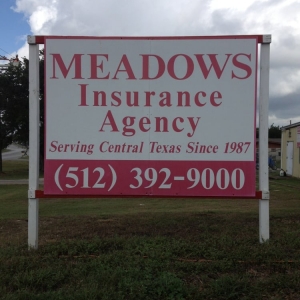 MEADOWS
Insurance
Agency
Serving Central Texas Since 1987
(512) 392-9000